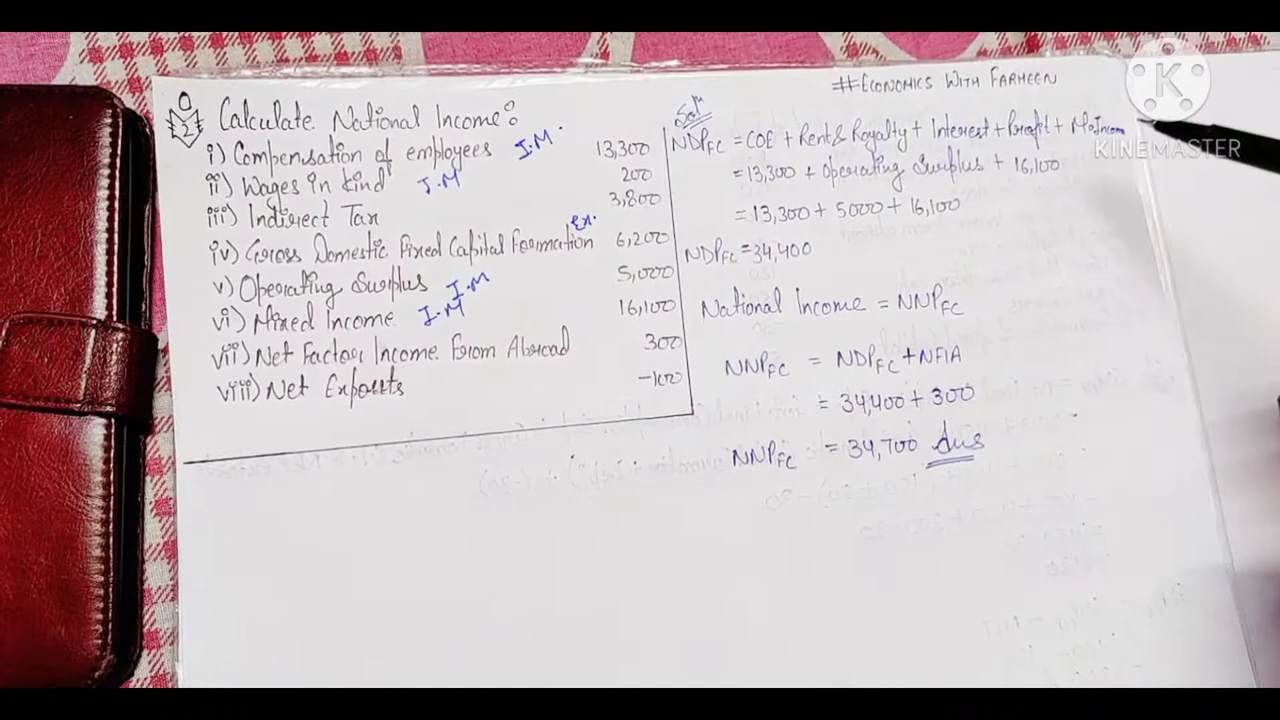 #ECONOMICS WITH FARHEEN
K
KINEMASTER
Q2 Calculate National Income:
i) Compensation of employees I.M. 13,300
ii) Wages in kind I.M 200
iii) Indirect Tax 3,800
iv) Gross Domestic Fixed Capital Formation Ex. 6,200
v) Operating Surplus I.M 5,000
vi) Mixed Income I.M 16,100
vii) Net Factor Income From Abroad 300
viii) Net Exports -100
Soln
NDPFC = COE + Rent & Royalty + Interest + Profit + M.Income
= 13,300 + Operating Surplus + 16,100
= 13,300 + 5000 + 16,100
NDPFC = 34,400
National Income = NNPFC
NNPFC = NDPFC + NFIA
= 34,400 + 300
NNPFC = 34,700 Ans